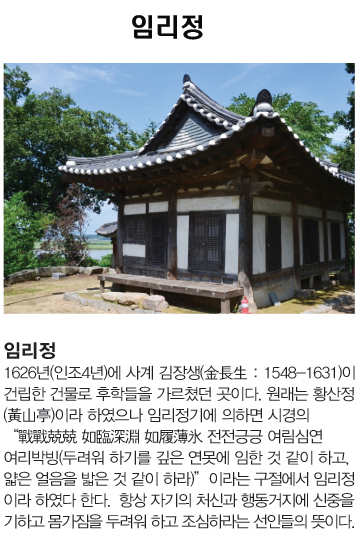 임리정
임리정
1626년(인조4년)에 사계 김장생(金長生 : 1548-1631)이
건립한 건물로 후학들을 가르쳤던 곳이다. 원래는 황산정
(黃山亭)이라 하였으나 임리정기에 의하면 시경의
“戰戰兢兢 如臨深淵 如履薄氷 전전긍긍 여림심연
여리박빙(두려워 하기를 깊은 연못에 임한 것 같이 하고,
얇은 얼음을 밟은 것 같이 하라)” 이라는 구절에서 임리정
이라 하였다 한다. 항상 자기의 처신과 행동거지에 신중을
기하고 몸가짐을 두려워 하고 조심하라는 선인들의 뜻이다.